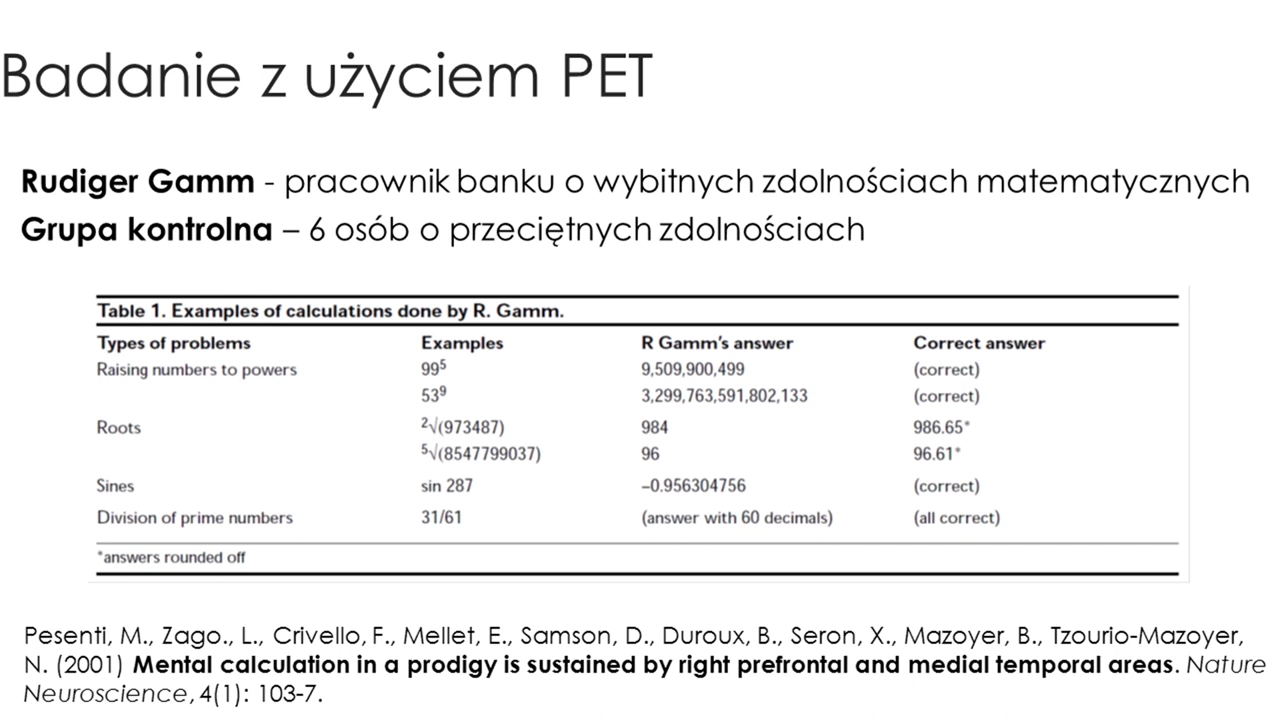 Badanie z użyciem PET
Rudiger Gamm - pracownik banku o wybitnych zdolnościach matematycznych
Grupa kontrolna – 6 osób o przeciętnych zdolnościach
Table 1. Examples of calculations done by R. Gamm.
Types of problems Examples R Gamm's answer Correct answer
Raising numbers to powers 99⁵ 9,509,900,499 (correct)
53⁹ 3,299,763,591,802,133 (correct)
Roots ²√(973487) 984 986.65*
⁵√(8547799037) 96 96.61*
Sines sin 287 –0.956304756 (correct)
Division of prime numbers 31/61 (answer with 60 decimals) (all correct)
*answers rounded off
Pesenti, M., Zago., L., Crivello, F., Mellet, E., Samson, D., Duroux, B., Seron, X., Mazoyer, B., Tzourio-Mazoyer,
N. (2001) Mental calculation in a prodigy is sustained by right prefrontal and medial temporal areas. Nature
Neuroscience, 4(1): 103-7.